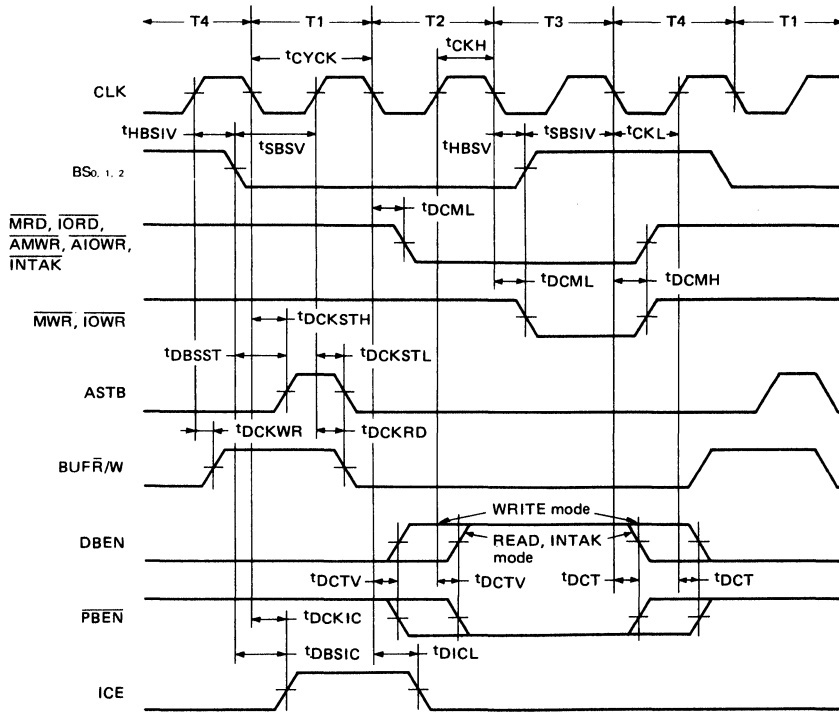 T4 T1 T2 T3 T4 T1
tCYCK tCKH
CLK
tHBSIV tSBSV tHBSV tSBSIV tCKL
BS0, 1, 2
tDCML
MRD, IORD,
AMWR, AIOWR,
INTAK
tDCML tDCMH
MWR, IOWR
tDCKSTH
tDBSST tDCKSTL
ASTB
tDCKWR tDCKRD
BUFR/W
WRITE mode
DBEN
READ, INTAK
mode
tDCTV tDCTV tDCT tDCT
PBEN
tDCKIC
tDBSIC tDICL
ICE